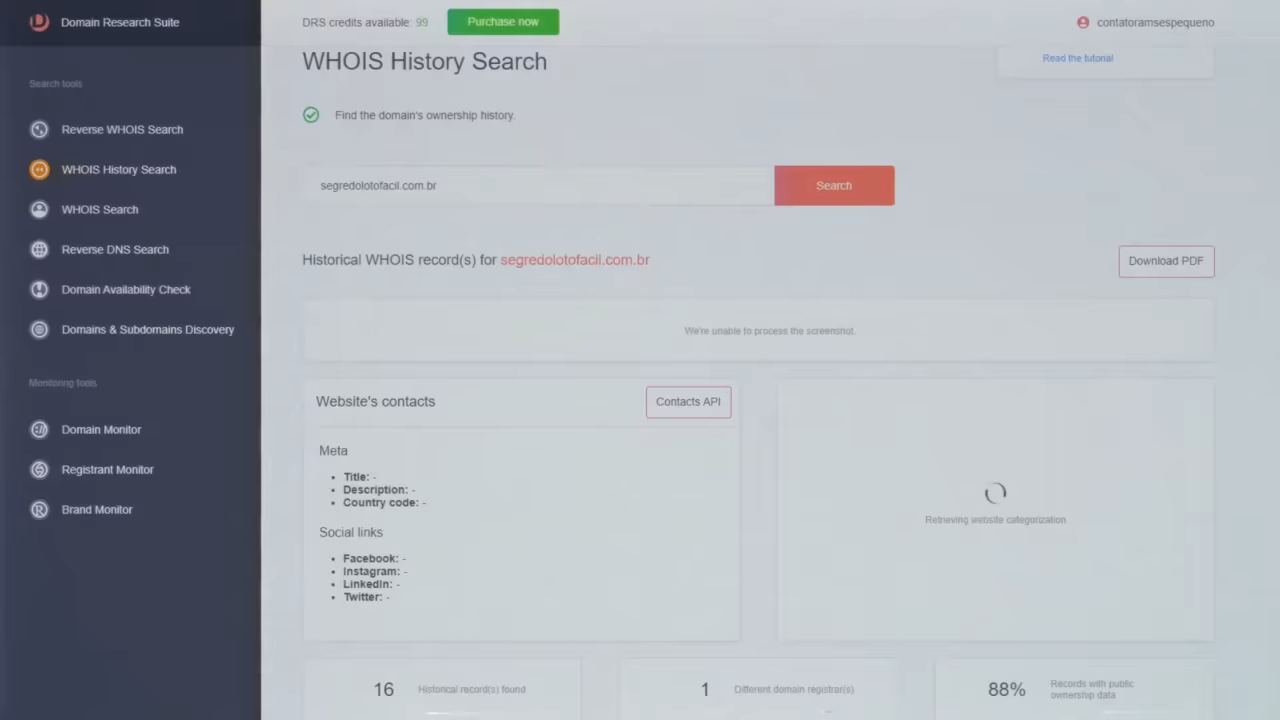 Domain Research Suite
DRS credits available: 99
Purchase now
contatoramsespequeno
Search tools
Reverse WHOIS Search
WHOIS History Search
WHOIS Search
Reverse DNS Search
Domain Availability Check
Domains & Subdomains Discovery
Monitoring tools
Domain Monitor
Registrant Monitor
Brand Monitor
WHOIS History Search
Read the tutorial
Find the domain's ownership history.
segredolotofacil.com.br
Search
Historical WHOIS record(s) for segredolotofacil.com.br
Download PDF
We're unable to process the screenshot.
Website's contacts
Contacts API
Meta
• Title: -
• Description: -
• Country code: -
Social links
• Facebook: -
• Instagram: -
• LinkedIn: -
• Twitter: -
Retrieving website categorization
16
Historical record(s) found
1
Different domain registrar(s)
88%
Records with public
ownership data